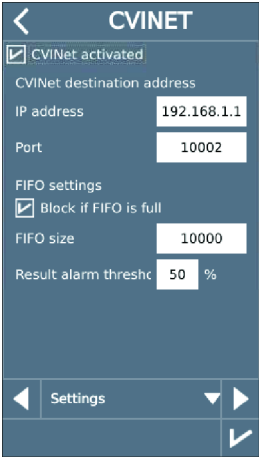 CVINET
CVINet activated
CVINet destination address
IP address 192.168.1.1
Port 10002
FIFO settings
Block if FIFO is full
FIFO size 10000
Result alarm thresho 50 %
Settings